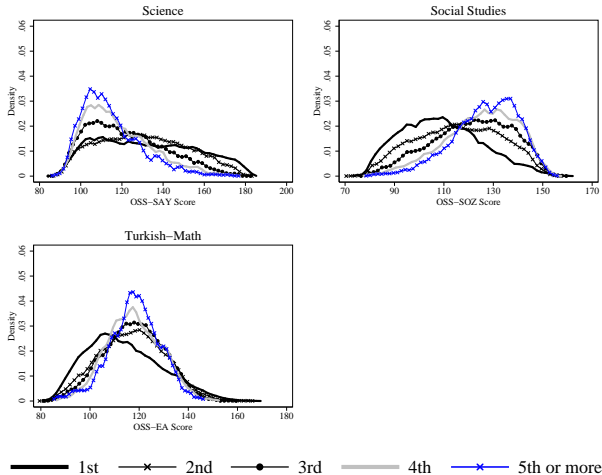 Science
Density
0 .01 .02 .03 .04 .05 .06
80 100 120 140 160 180 200
OSS−SAY Score
Social Studies
Density
0 .01 .02 .03 .04 .05 .06
70 90 110 130 150 170
OSS−SOZ Score
Turkish−Math
Density
0 .01 .02 .03 .04 .05 .06
80 100 120 140 160 180
OSS−EA Score
1st 2nd 3rd 4th 5th or more